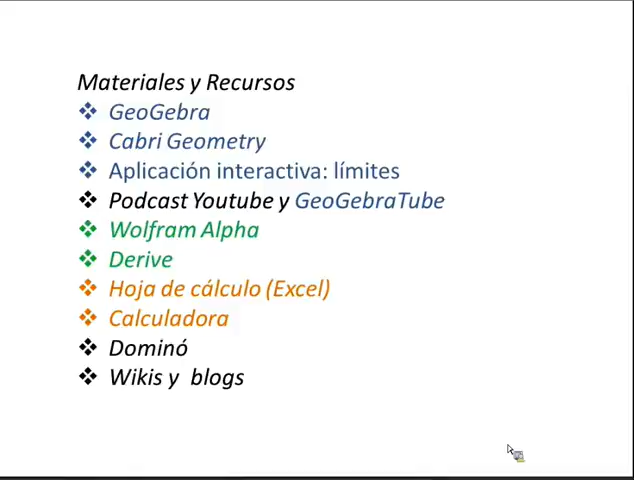 Materiales y Recursos
❖ GeoGebra
❖ Cabri Geometry
❖ Aplicación interactiva: límites
❖ Podcast Youtube y GeoGebraTube
❖ Wolfram Alpha
❖ Derive
❖ Hoja de cálculo (Excel)
❖ Calculadora
❖ Dominó
❖ Wikis y blogs